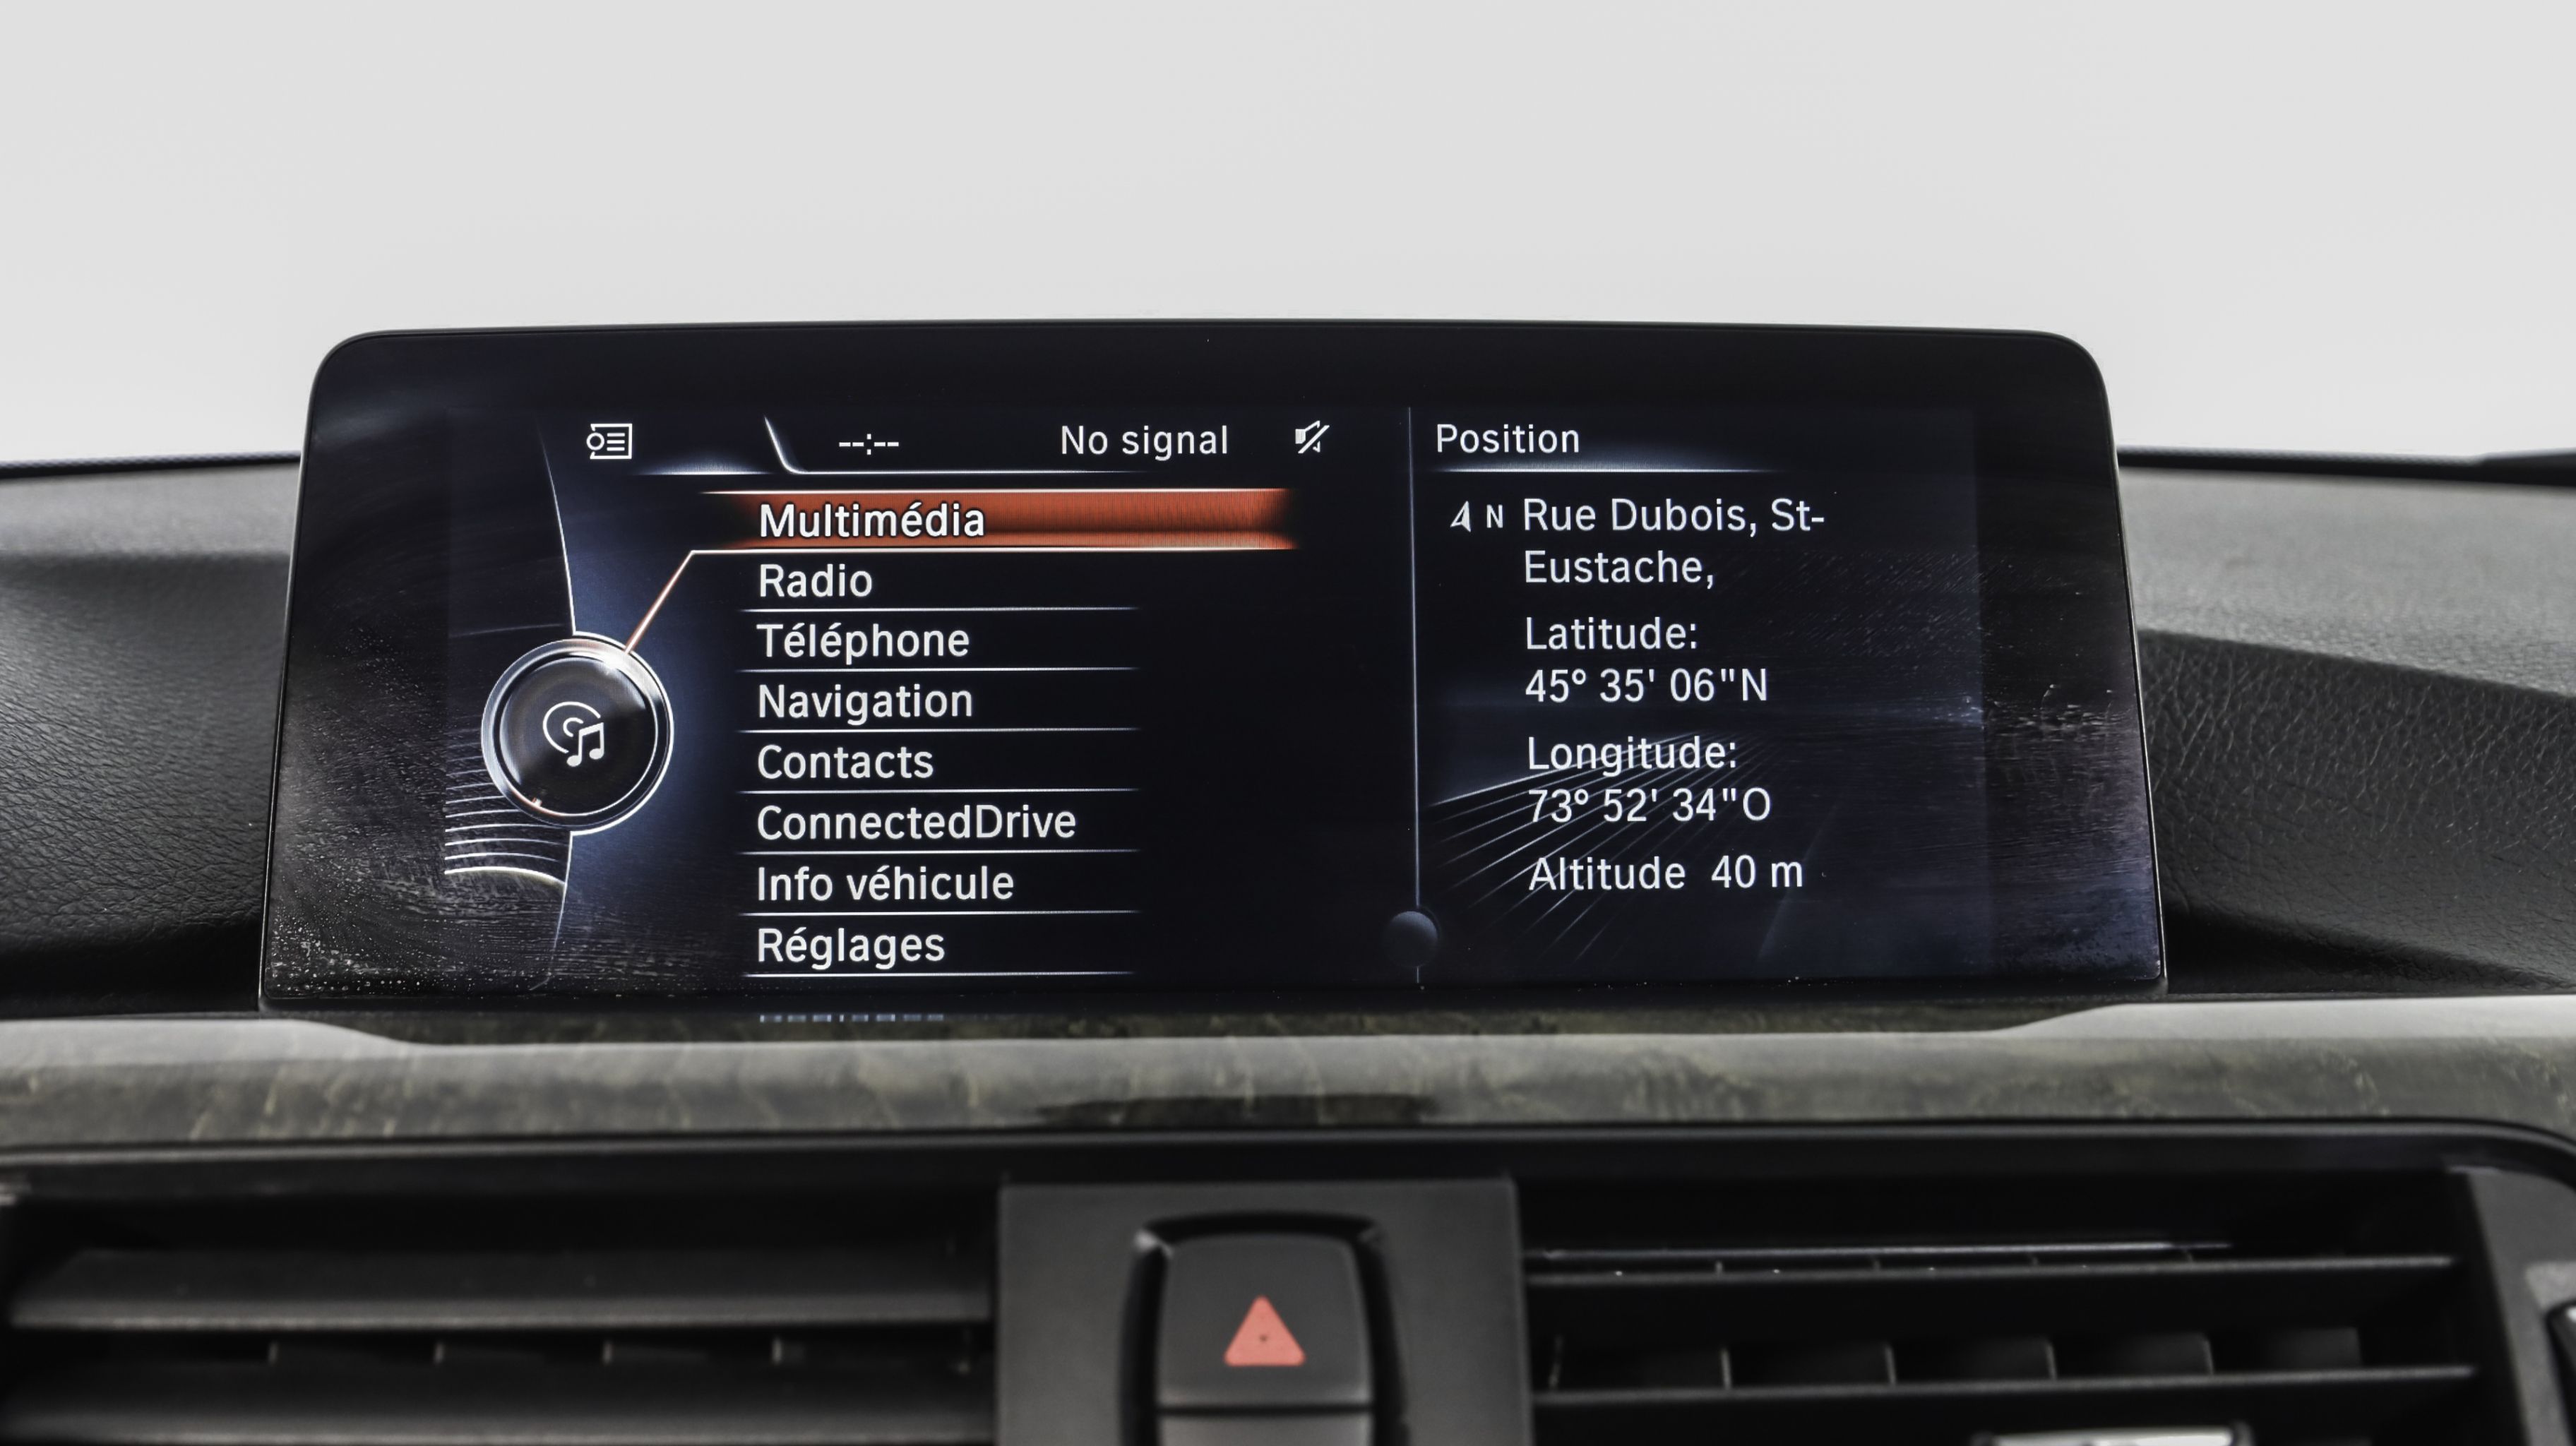 --:--
No signal
Multimédia
Radio
Téléphone
Navigation
Contacts
ConnectedDrive
Info véhicule
Réglages
Position
N Rue Dubois, St-
Eustache,
Latitude:
45° 35' 06"N
Longitude:
73° 52' 34"O
Altitude 40 m